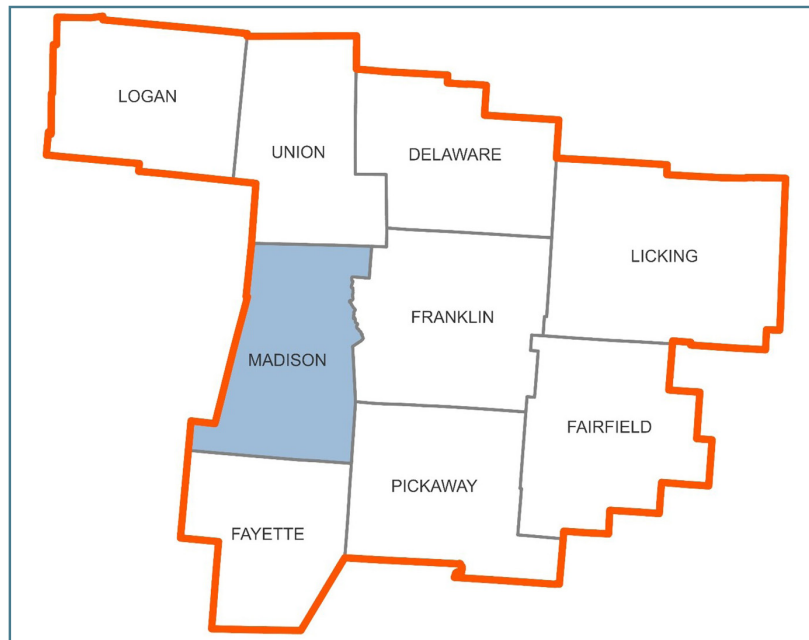 LOGAN
UNION
DELAWARE
LICKING
FRANKLIN
MADISON
FAIRFIELD
PICKAWAY
FAYETTE